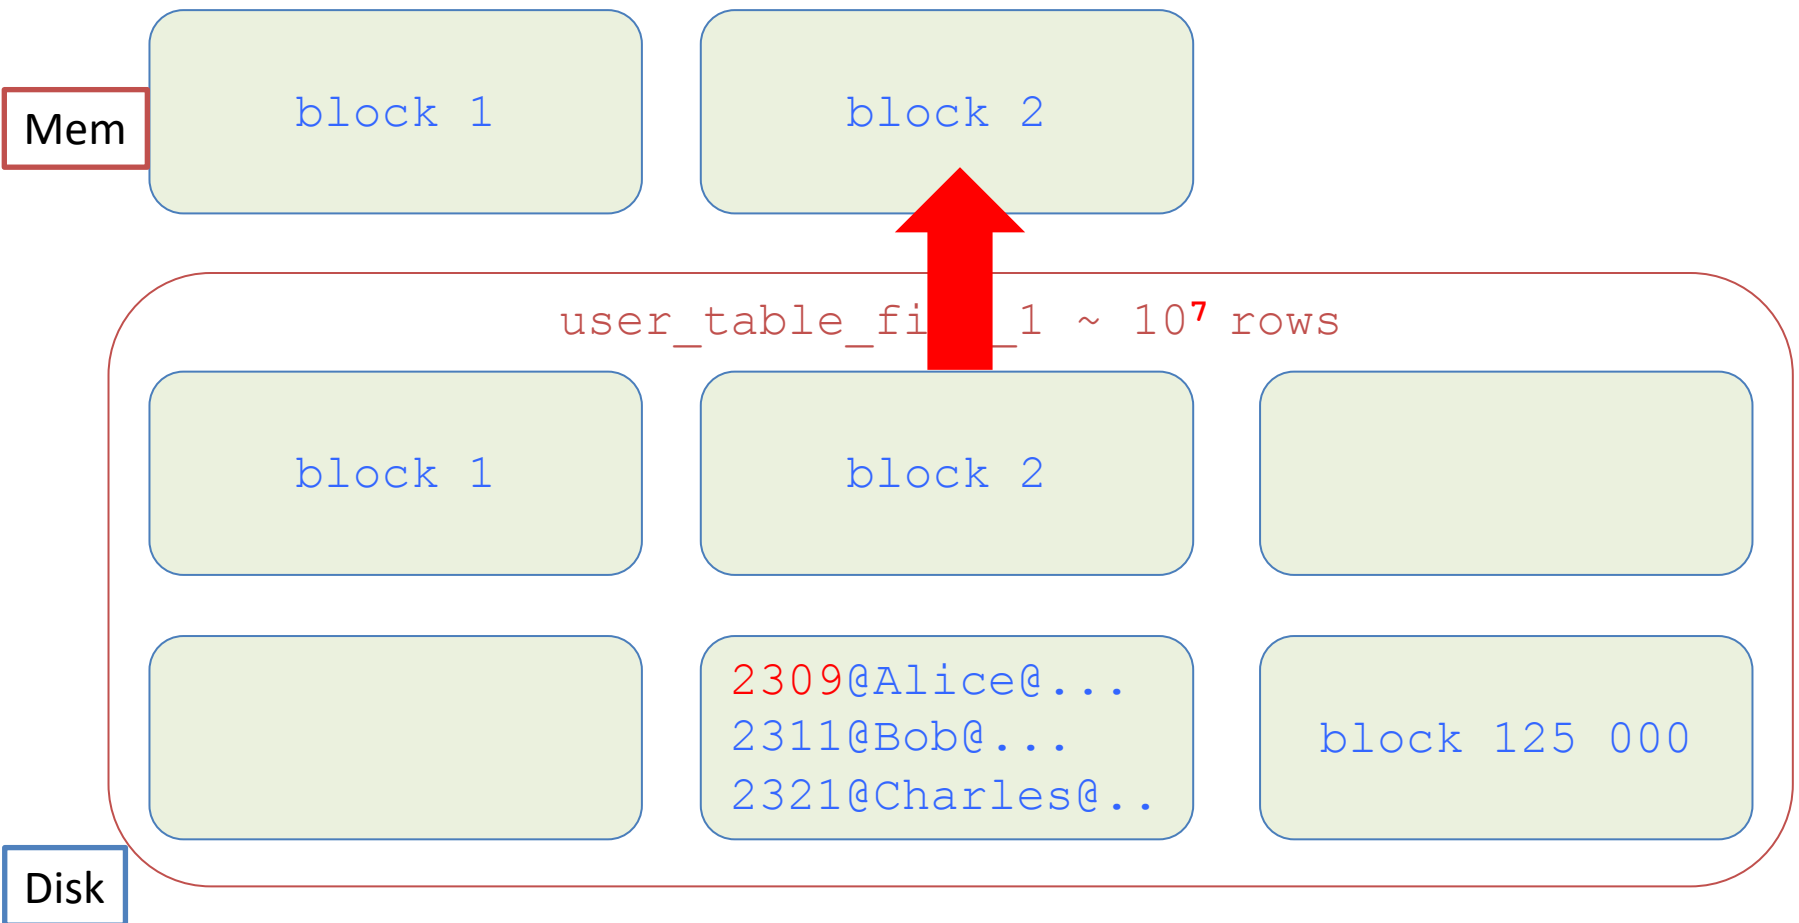 block 1
block 2
Mem
user_table_fi 1 ~ 10⁷ rows
block 1
block 2
2309@Alice@...
2311@Bob@...
2321@Charles@..
block 125 000
Disk